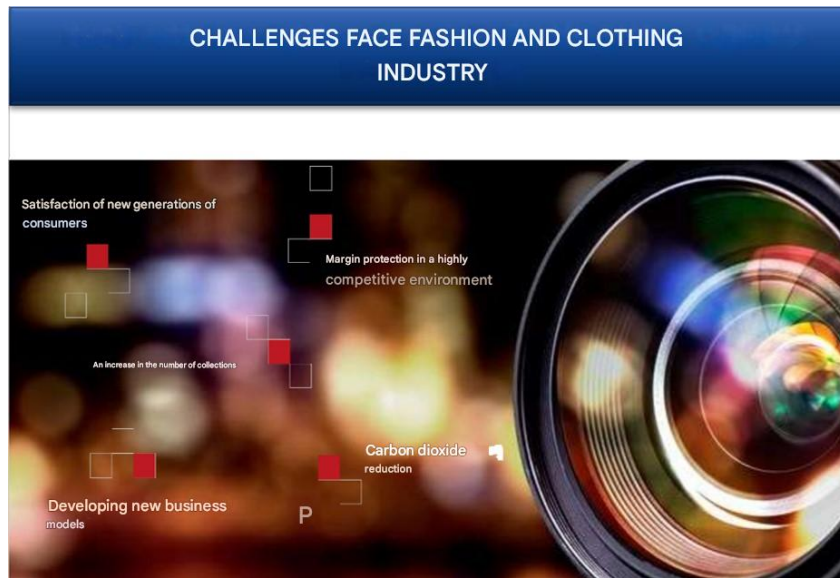 CHALLENGES FACE FASHION AND CLOTHING
INDUSTRY
Satisfaction of new generations of
consumers
Margin protection in a highly
competitive environment
An increase in the number of collections
Carbon dioxide
reduction
Developing new business
models
P